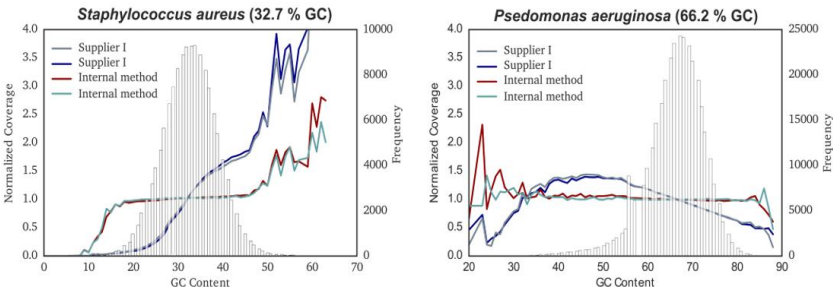 Staphylococcus aureus (32.7 % GC)
4.0
3.5
3.0
2.5
2.0
1.5
1.0
0.5
0.0
Normalized Coverage
Supplier I
Supplier I
Internal method
Internal method
10000
8000
6000
4000
2000
0
Frequency
0 10 20 30 40 50 60 70
GC Content
Psedomonas aeruginosa (66.2 % GC)
4.0
3.5
3.0
2.5
2.0
1.5
1.0
0.5
0.0
Normalized Coverage
Supplier I
Supplier I
Internal method
Internal method
25000
20000
15000
10000
5000
0
Frequency
20 30 40 50 60 70 80 90
GC Content